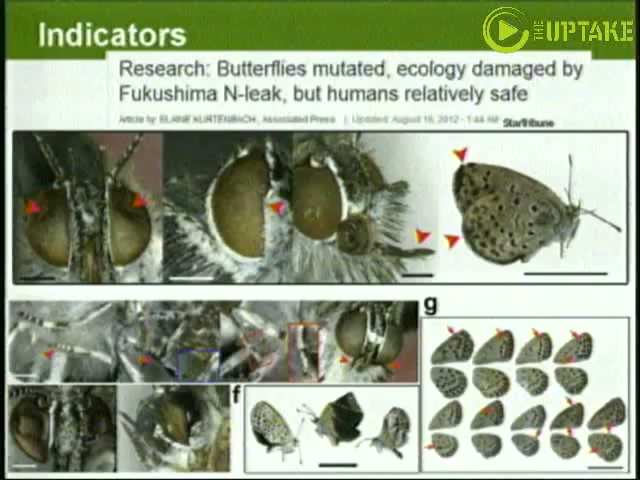 Indicators
THE UPTAKE
Research: Butterflies mutated, ecology damaged by
Fukushima N-leak, but humans relatively safe
Article by: ELAINE KURTENBACH, Associated Press | Updated: August 16, 2012 - 1:44 AM StarTribune
g
f